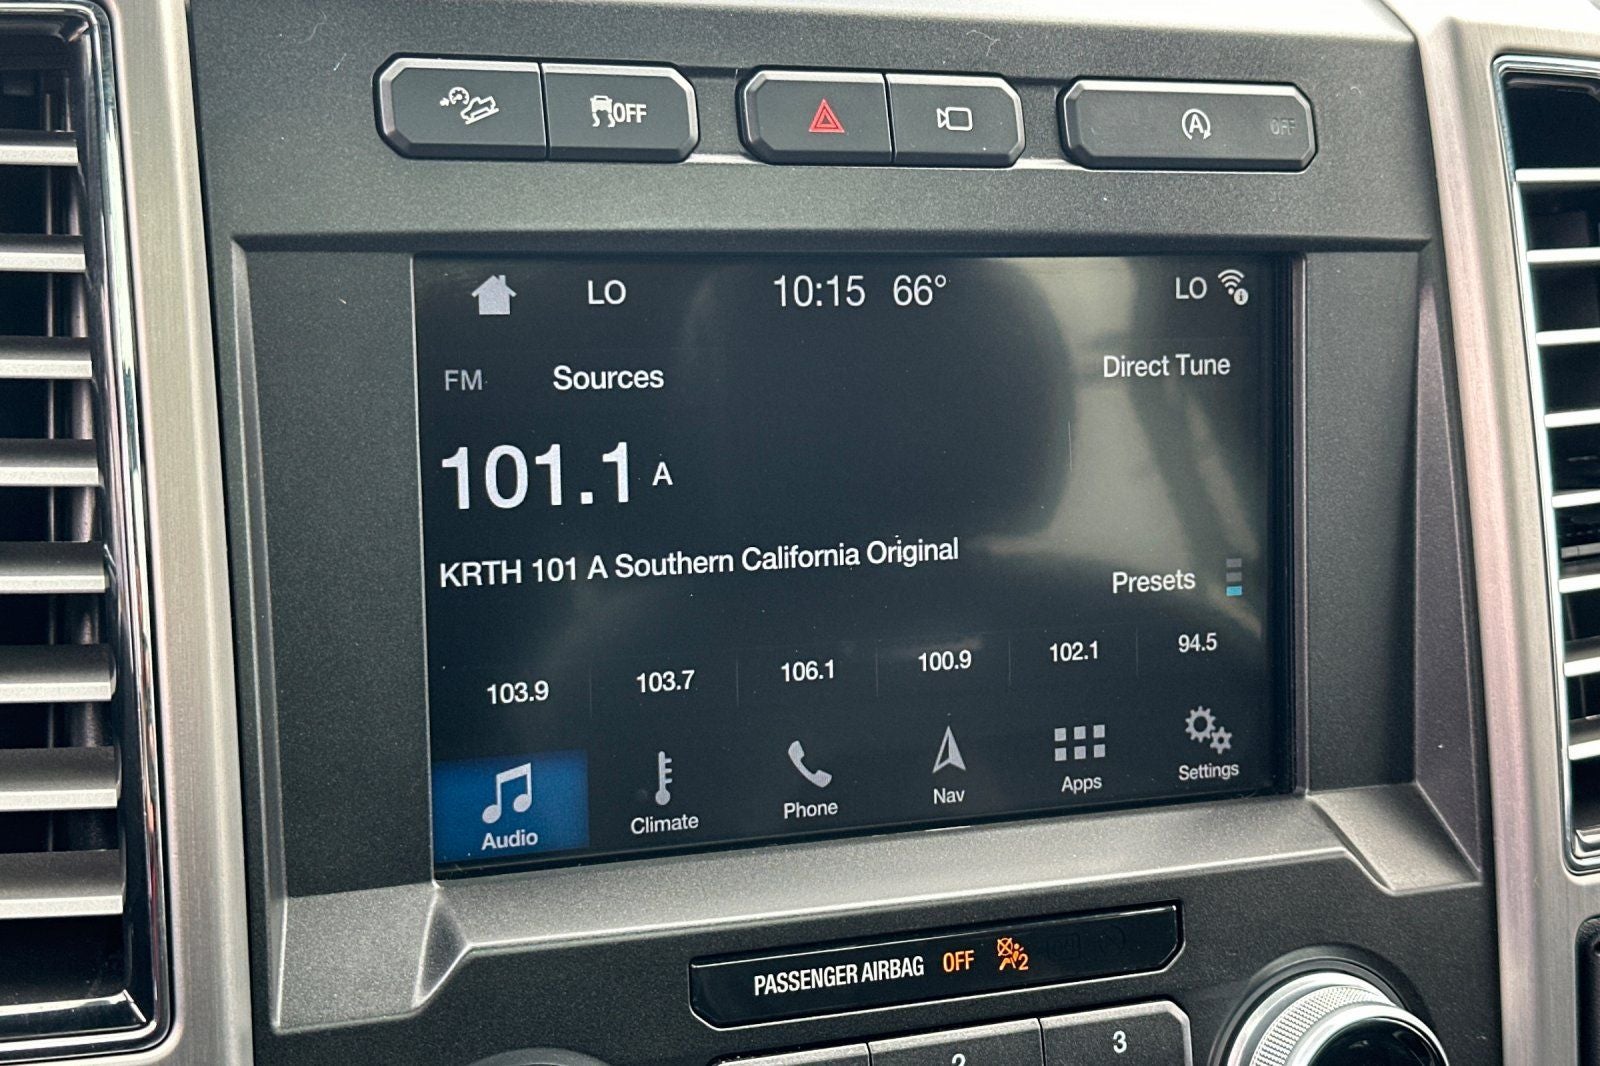 OFF
A OFF
LO 10:15 66° LO
FM Sources Direct Tune
101.1 A
KRTH 101 A Southern California Original
Presets
103.9 103.7 106.1 100.9 102.1 94.5
Audio Climate Phone Nav Apps Settings
PASSENGER AIRBAG OFF 2
2 3